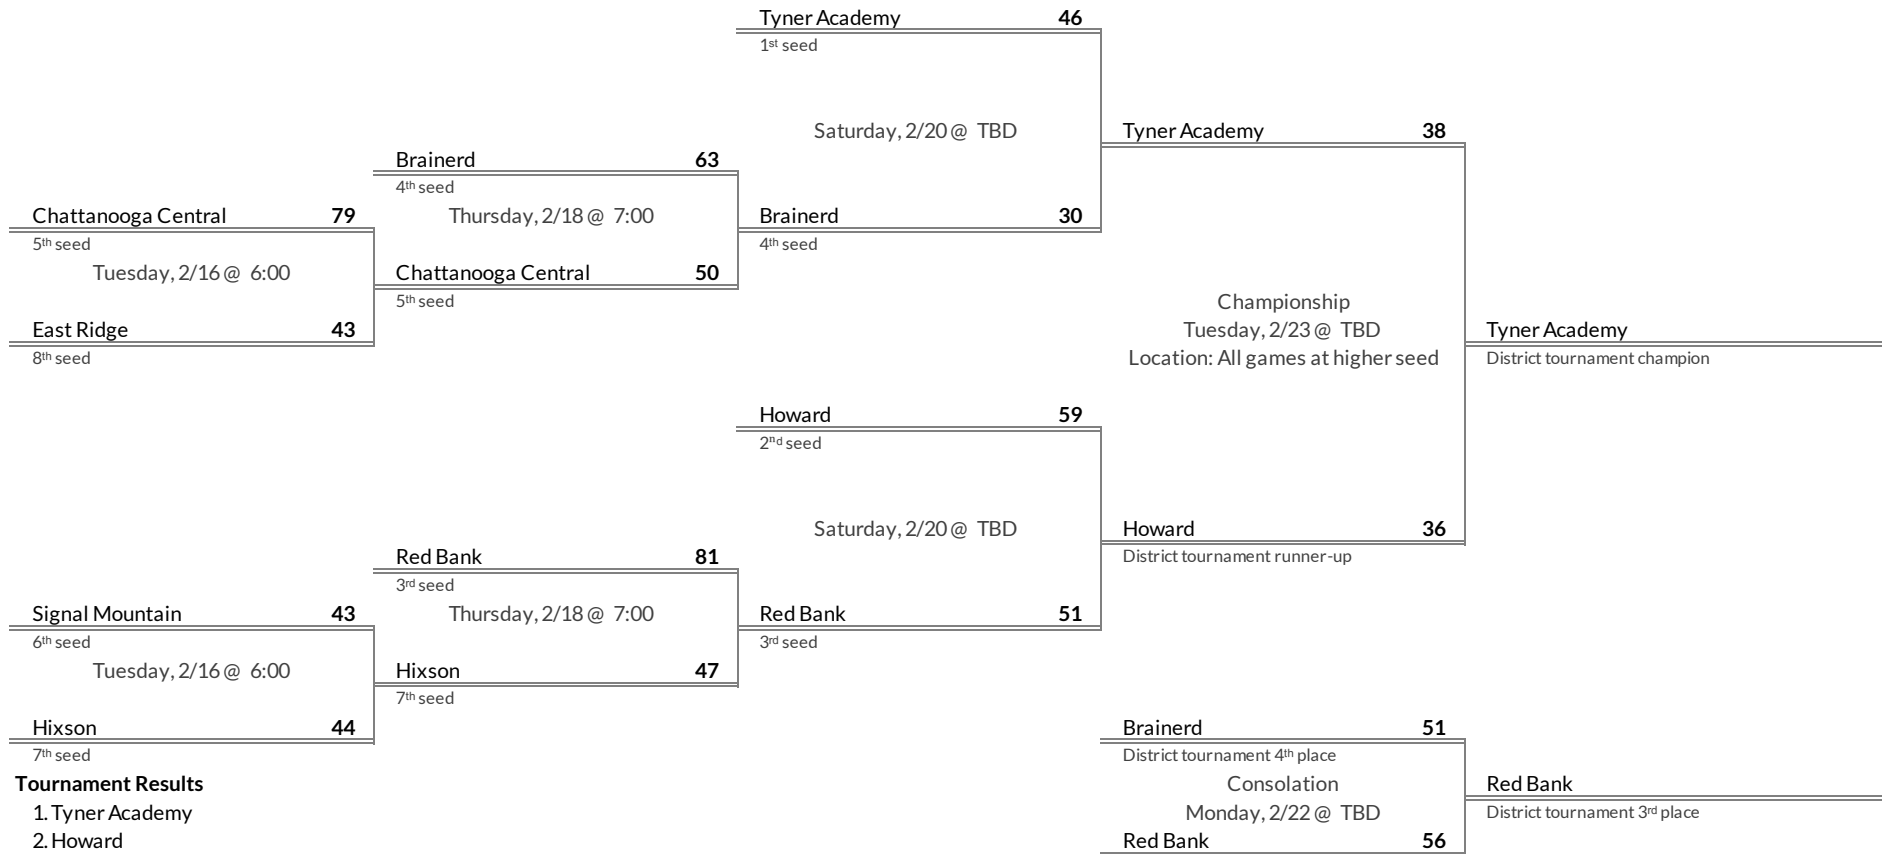 Tyner Academy 46
1st seed
Saturday, 2/20 @ TBD
Tyner Academy 38
Brainerd 63
4th seed
Chattanooga Central 79
Thursday, 2/18 @ 7:00
Brainerd 30
5th seed
4th seed
Tuesday, 2/16 @ 6:00
Chattanooga Central 50
5th seed
Championship
East Ridge 43
Tuesday, 2/23 @ TBD
Tyner Academy
8th seed
Location: All games at higher seed
District tournament champion
Howard 59
2nd seed
Saturday, 2/20 @ TBD
Howard 36
Red Bank 81
District tournament runner-up
3rd seed
Signal Mountain 43
Thursday, 2/18 @ 7:00
Red Bank 51
6th seed
3rd seed
Tuesday, 2/16 @ 6:00
Hixson 47
7th seed
Hixson 44
Brainerd 51
7th seed
District tournament 4th place
Tournament Results
Consolation
Red Bank
1. Tyner Academy
Monday, 2/22 @ TBD
District tournament 3rd place
2. Howard
Red Bank 56